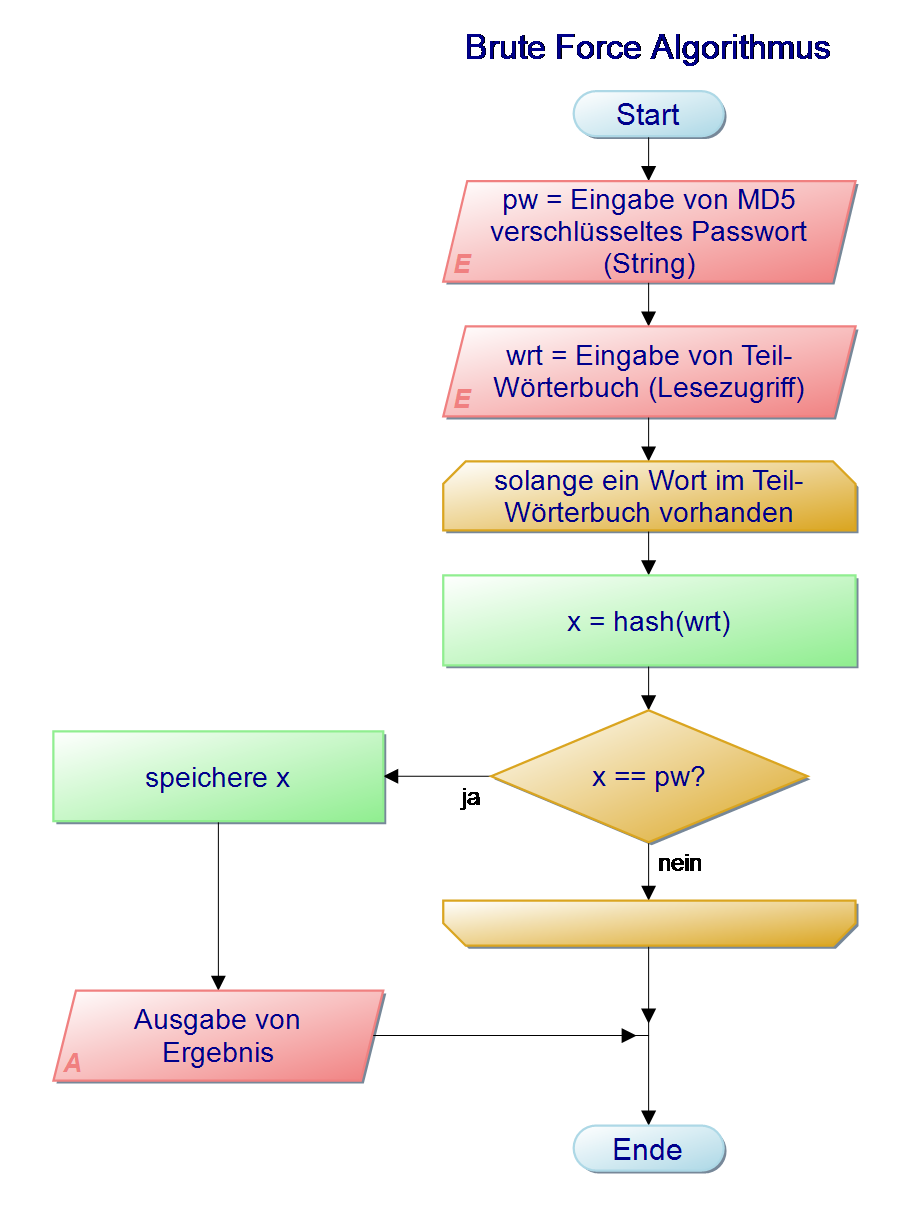 Brute Force Algorithmus
Start
pw = Eingabe von MD5
verschlüsseltes Passwort
(String)
E
wrt = Eingabe von Teil-
Wörterbuch (Lesezugriff)
E
solange ein Wort im Teil-
Wörterbuch vorhanden
x = hash(wrt)
x == pw?
ja
speichere x
nein
Ausgabe von
Ergebnis
A
Ende